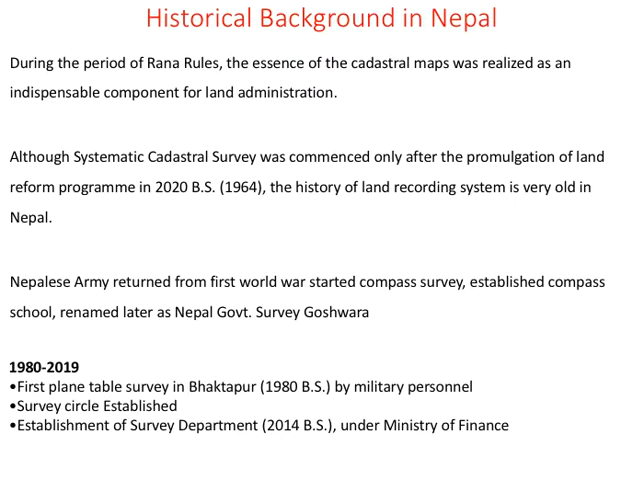 Historical Background in Nepal
During the period of Rana Rules, the essence of the cadastral maps was realized as an
indispensable component for land administration.
Although Systematic Cadastral Survey was commenced only after the promulgation of land
reform programme in 2020 B.S. (1964), the history of land recording system is very old in
Nepal.
Nepalese Army returned from first world war started compass survey, established compass
school, renamed later as Nepal Govt. Survey Goshwara
1980-2019
•First plane table survey in Bhaktapur (1980 B.S.) by military personnel
•Survey circle Established
•Establishment of Survey Department (2014 B.S.), under Ministry of Finance